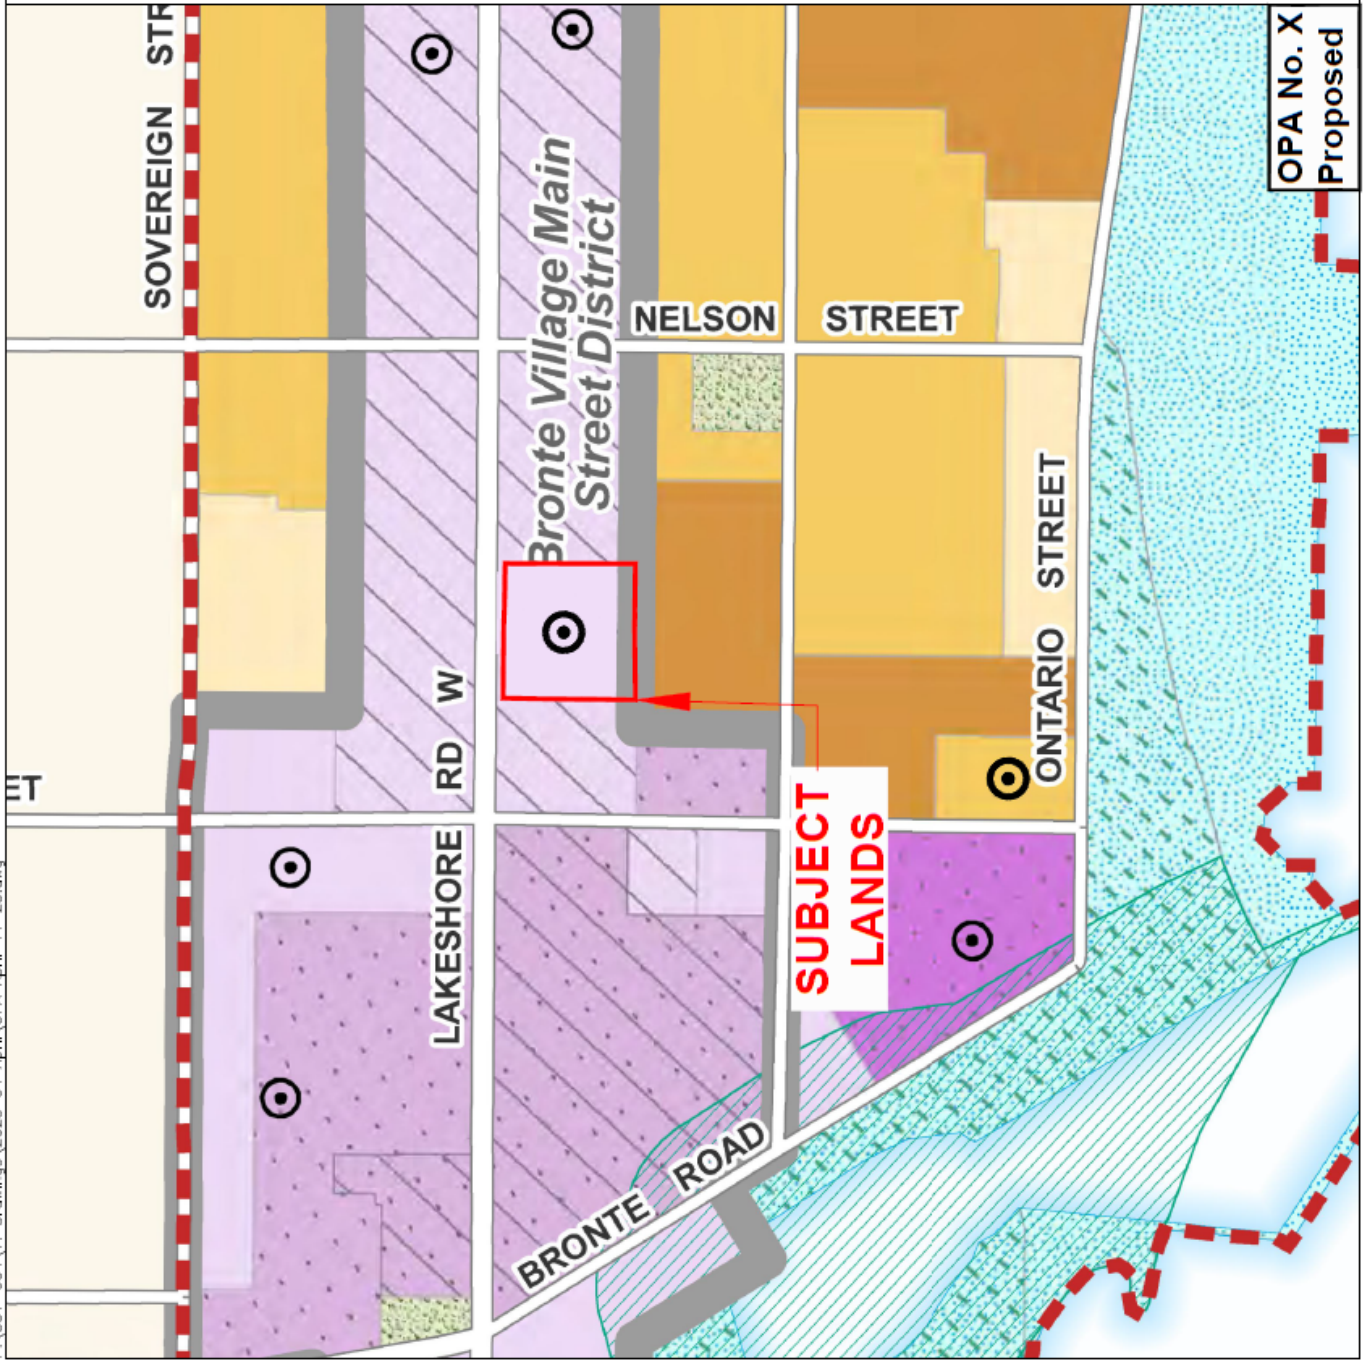 SOVEREIGN STR
OPA No. X
Proposed
Bronte Village Main
Street District
NELSON STREET
ONTARIO STREET
LAKESHORE RD W
ET
SUBJECT
LANDS
BRONTE ROAD